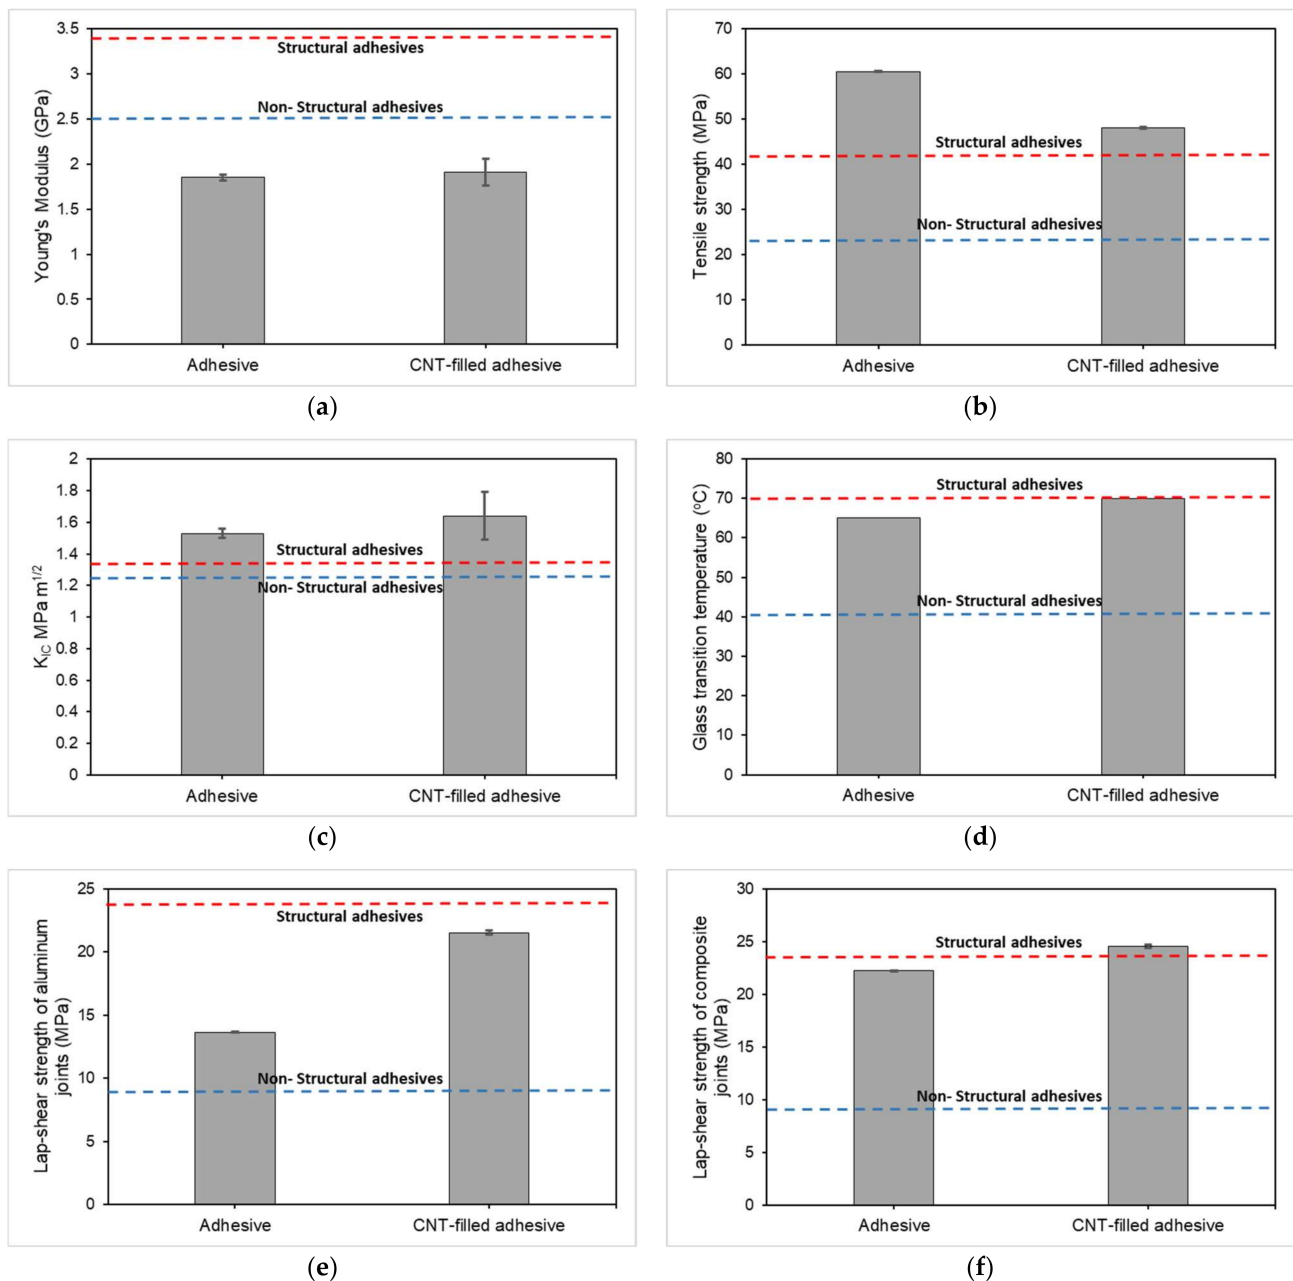 3.5
3
2.5
2
1.5
1
0.5
0
Young's Modulus (GPa)
Structural adhesives
Non- Structural adhesives
Adhesive
CNT-filled adhesive
(a)
70
60
50
40
30
20
10
0
Tensile strength (MPa)
Structural adhesives
Non- Structural adhesives
Adhesive
CNT-filled adhesive
(b)
2
1.8
1.6
1.4
1.2
1
0.8
0.6
0.4
0.2
0
K_IC MPa m^1/2
Structural adhesives
Non- Structural adhesives
Adhesive
CNT-filled adhesive
(c)
80
70
60
50
40
30
20
10
0
Glass transition temperature (°C)
Structural adhesives
Non- Structural adhesives
Adhesive
CNT-filled adhesive
(d)
25
20
15
10
5
0
Lap-shear strength of aluminum
joints (MPa)
Structural adhesives
Non- Structural adhesives
Adhesive
CNT-filled adhesive
(e)
30
25
20
15
10
5
0
Lap-shear strength of composite
joints (MPa)
Structural adhesives
Non- Structural adhesives
Adhesive
CNT-filled adhesive
(f)